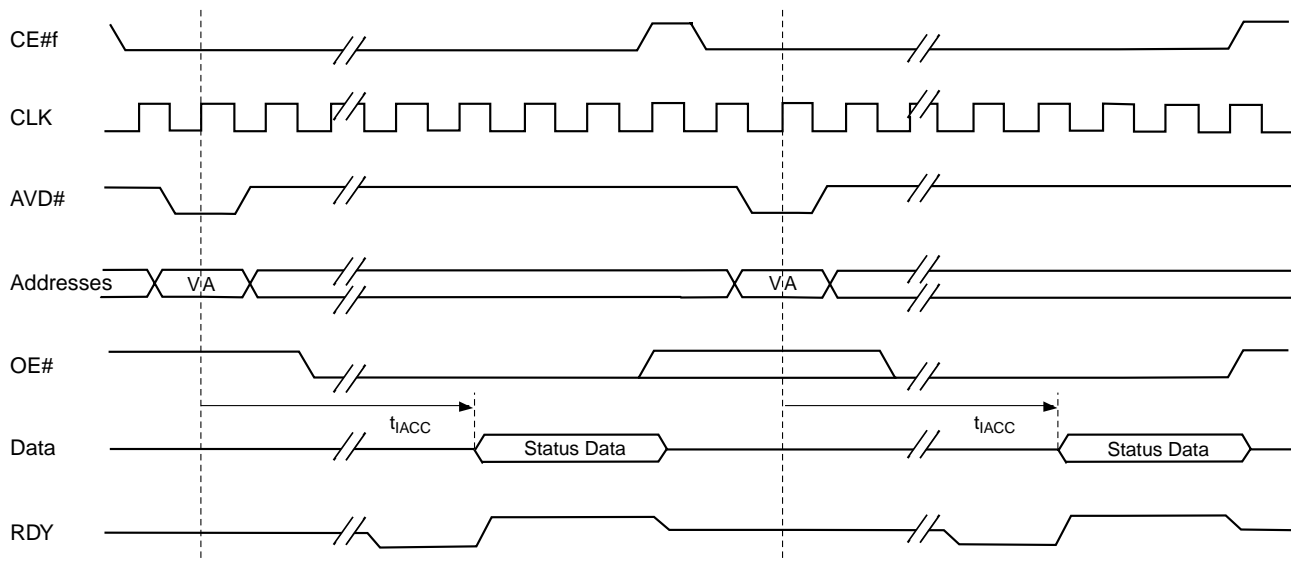 CE#f
CLK
AVD#
Addresses
VA
VA
OE#
tIACC
tIACC
Data
Status Data
Status Data
RDY